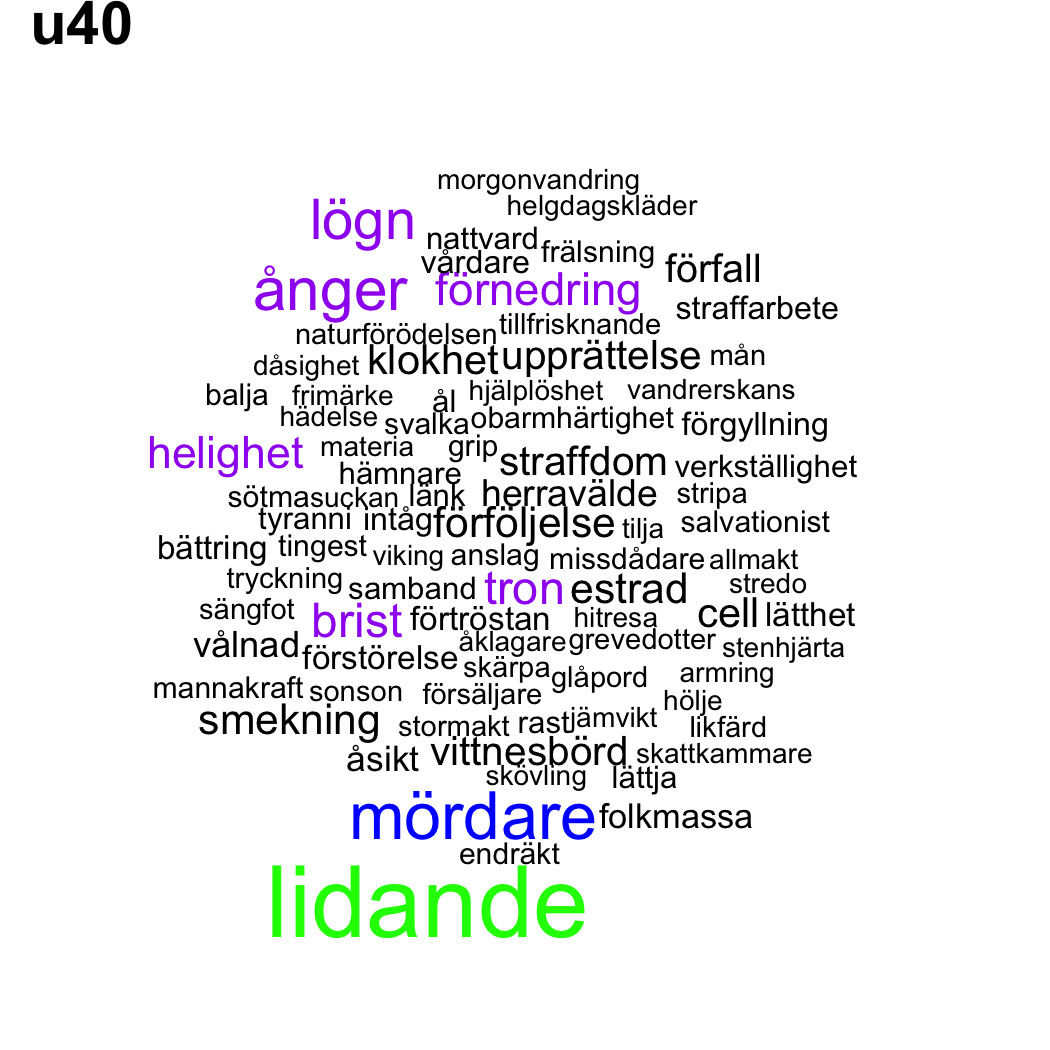 u40
morgonvandring
helgdagskläder
lögn
nattvard frälsning
vårdare
förfall
ånger förnedring
straffarbete
naturförödelsen tillfrisknande
dåsighet klokhet upprättelse mån
balja frimärke ål hjälplöshet vandrerskans
hädelse svalka obarmhärtighet förgyllning
helighet materia grip
hämnare straffdom verkställighet
sötma suckan länk herravälde stripa
tyranni intåg förföljelse tilja salvationist
bättring tingest viking anslag missdådare allmakt
tryckning samband tron estrad stredo
sängfot brist förtröstan hitresa cell lätthet
vålnad förstörelse åklagare grevedotter stenhjärta
skärpa glåpord armring
mannakraft sonson försäljare hölje
smekning stormakt rast jämvikt likfärd
åsikt vittnesbörd skattkammare
skövling lättja
mördare folkmassa
endräkt
lidande